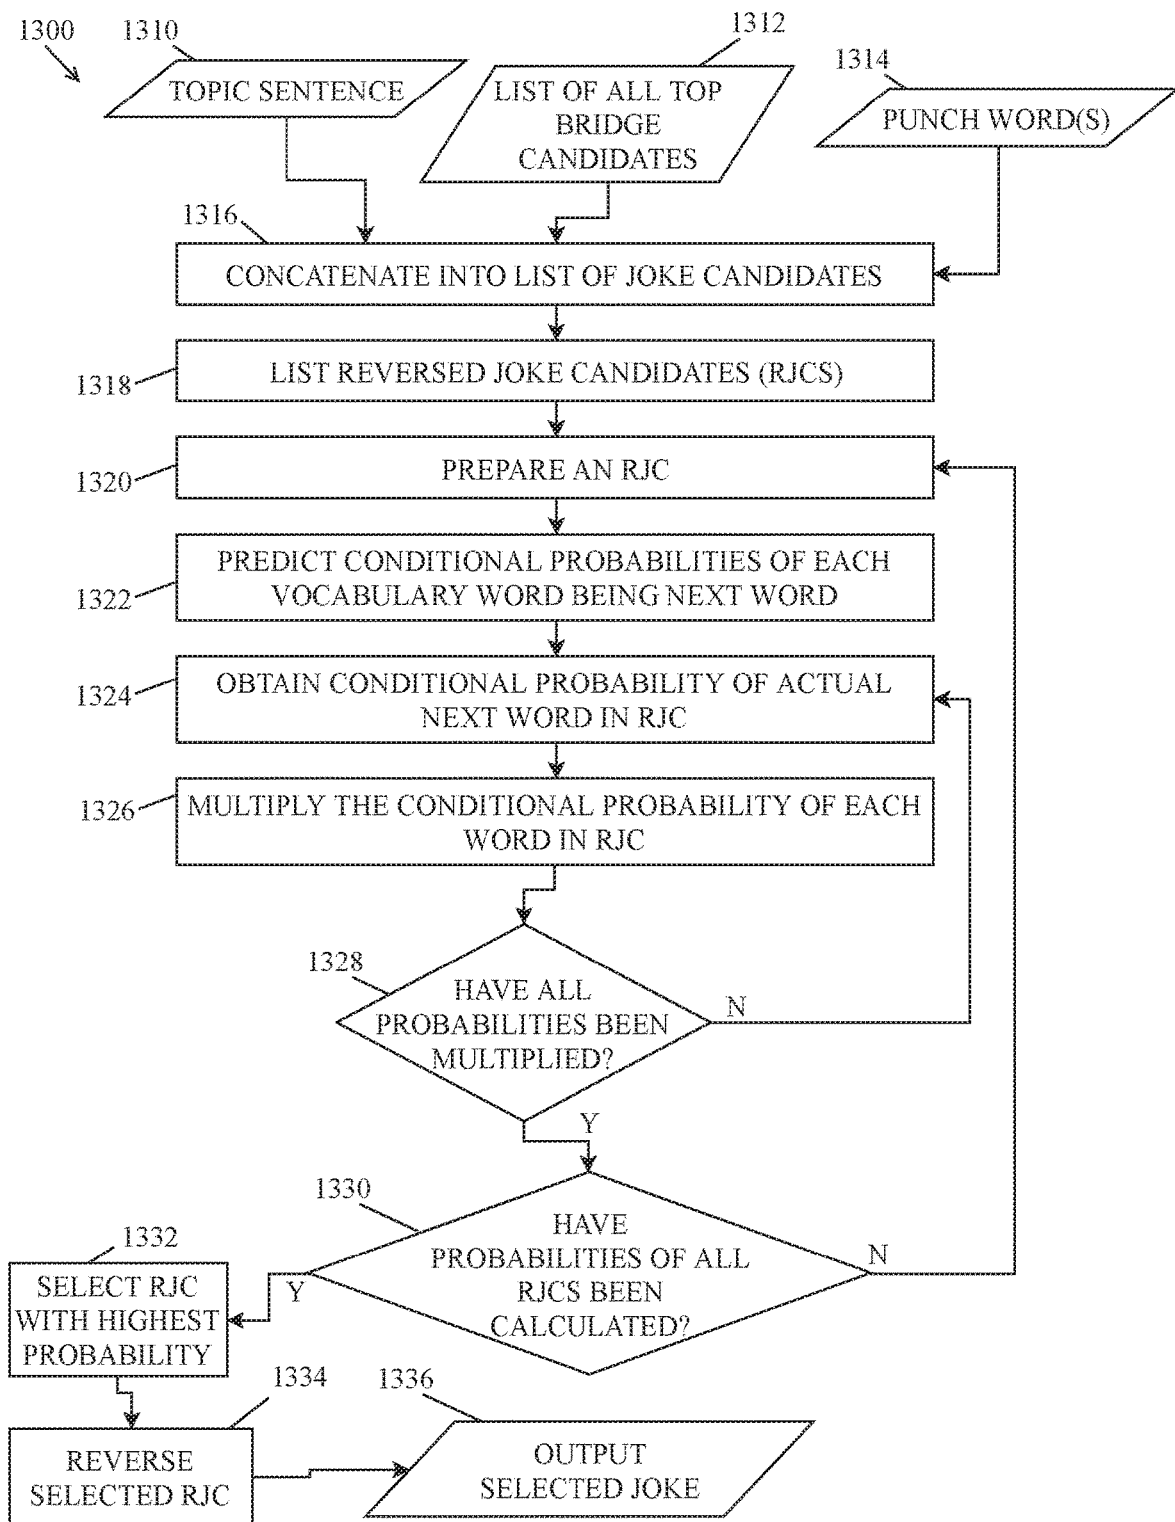 1300
1310
1312
1314
TOPIC SENTENCE
LIST OF ALL TOP
BRIDGE
CANDIDATES
PUNCH WORD(S)
1316
CONCATENATE INTO LIST OF JOKE CANDIDATES
1318
LIST REVERSED JOKE CANDIDATES (RJCS)
1320
PREPARE AN RJC
1322
PREDICT CONDITIONAL PROBABILITIES OF EACH
VOCABULARY WORD BEING NEXT WORD
1324
OBTAIN CONDITIONAL PROBABILITY OF ACTUAL
NEXT WORD IN RJC
1326
MULTIPLY THE CONDITIONAL PROBABILITY OF EACH
WORD IN RJC
1328
HAVE ALL
PROBABILITIES BEEN
MULTIPLIED?
N
Y
1330
HAVE
PROBABILITIES OF ALL
RJCS BEEN
CALCULATED?
N
Y
1332
SELECT RJC
WITH HIGHEST
PROBABILITY
1334
REVERSE
SELECTED RJC
1336
OUTPUT
SELECTED JOKE